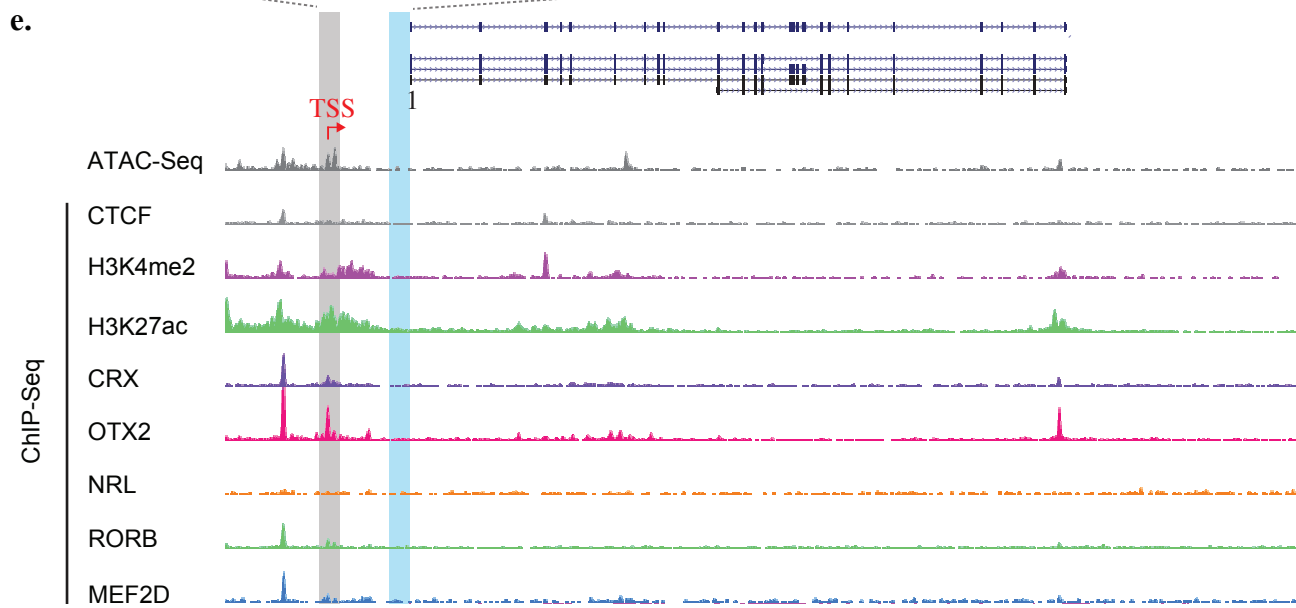 e.
TSS
1
ATAC-Seq
CTCF
H3K4me2
H3K27ac
CRX
OTX2
NRL
RORB
MEF2D
ChIP-Seq